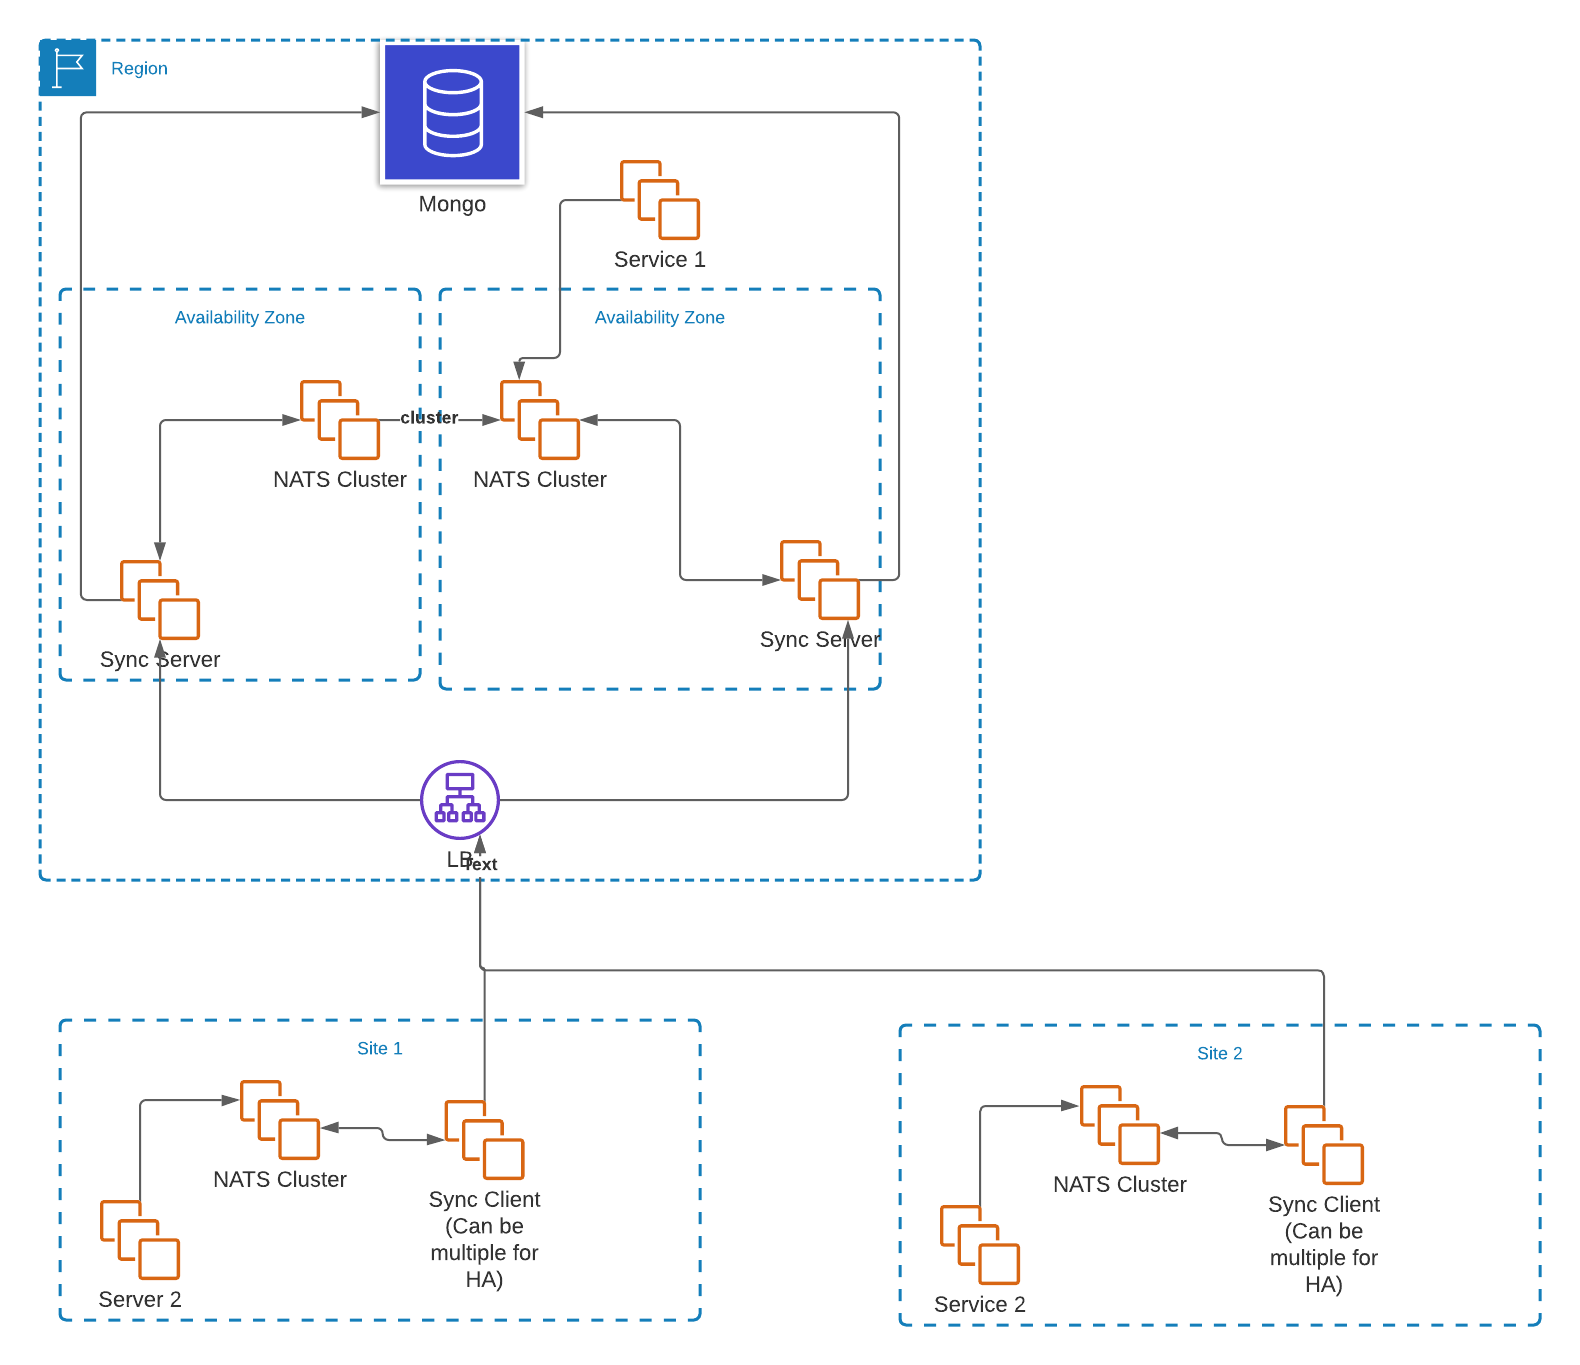 Region
Mongo
Service 1
Availability Zone
Availability Zone
cluster
NATS Cluster
NATS Cluster
Sync Server
Sync Server
LB
Text
Site 1
Site 2
NATS Cluster
NATS Cluster
Sync Client
(Can be
multiple for
HA)
Sync Client
(Can be
multiple for
HA)
Server 2
Service 2